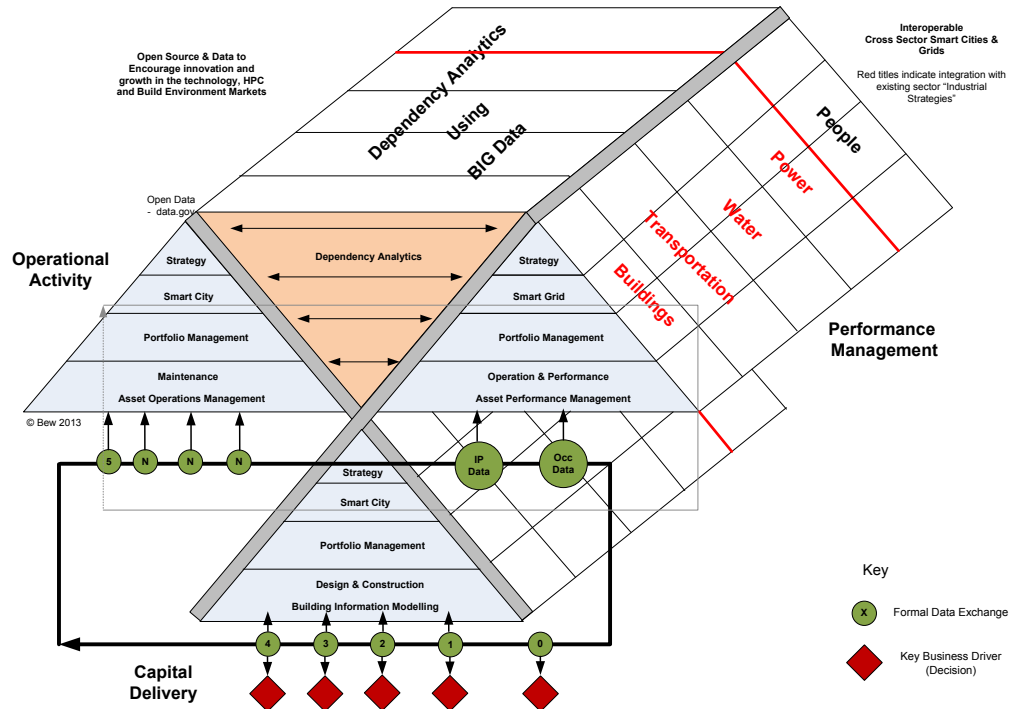 Open Source & Data to
Encourage innovation and
growth in the technology, HPC
and Build Environment Markets
Dependency Analytics
Using
BIG Data
Interoperable
Cross Sector Smart Cities &
Grids
Red titles indicate integration with
existing sector “Industrial
Strategies”
People
Power
Water
Transportation
Buildings
Open Data
- data.gov
Operational
Activity
Performance
Management
Strategy
Smart City
Portfolio Management
Maintenance
Asset Operations Management
Dependency Analytics
Strategy
Smart Grid
Portfolio Management
Operation & Performance
Asset Performance Management
© Bew 2013
5
N
N
N
IP
Data
Occ
Data
Strategy
Smart City
Portfolio Management
Design & Construction
Building Information Modelling
4
3
2
1
0
Capital
Delivery
Key
X
Formal Data Exchange
Key Business Driver
(Decision)